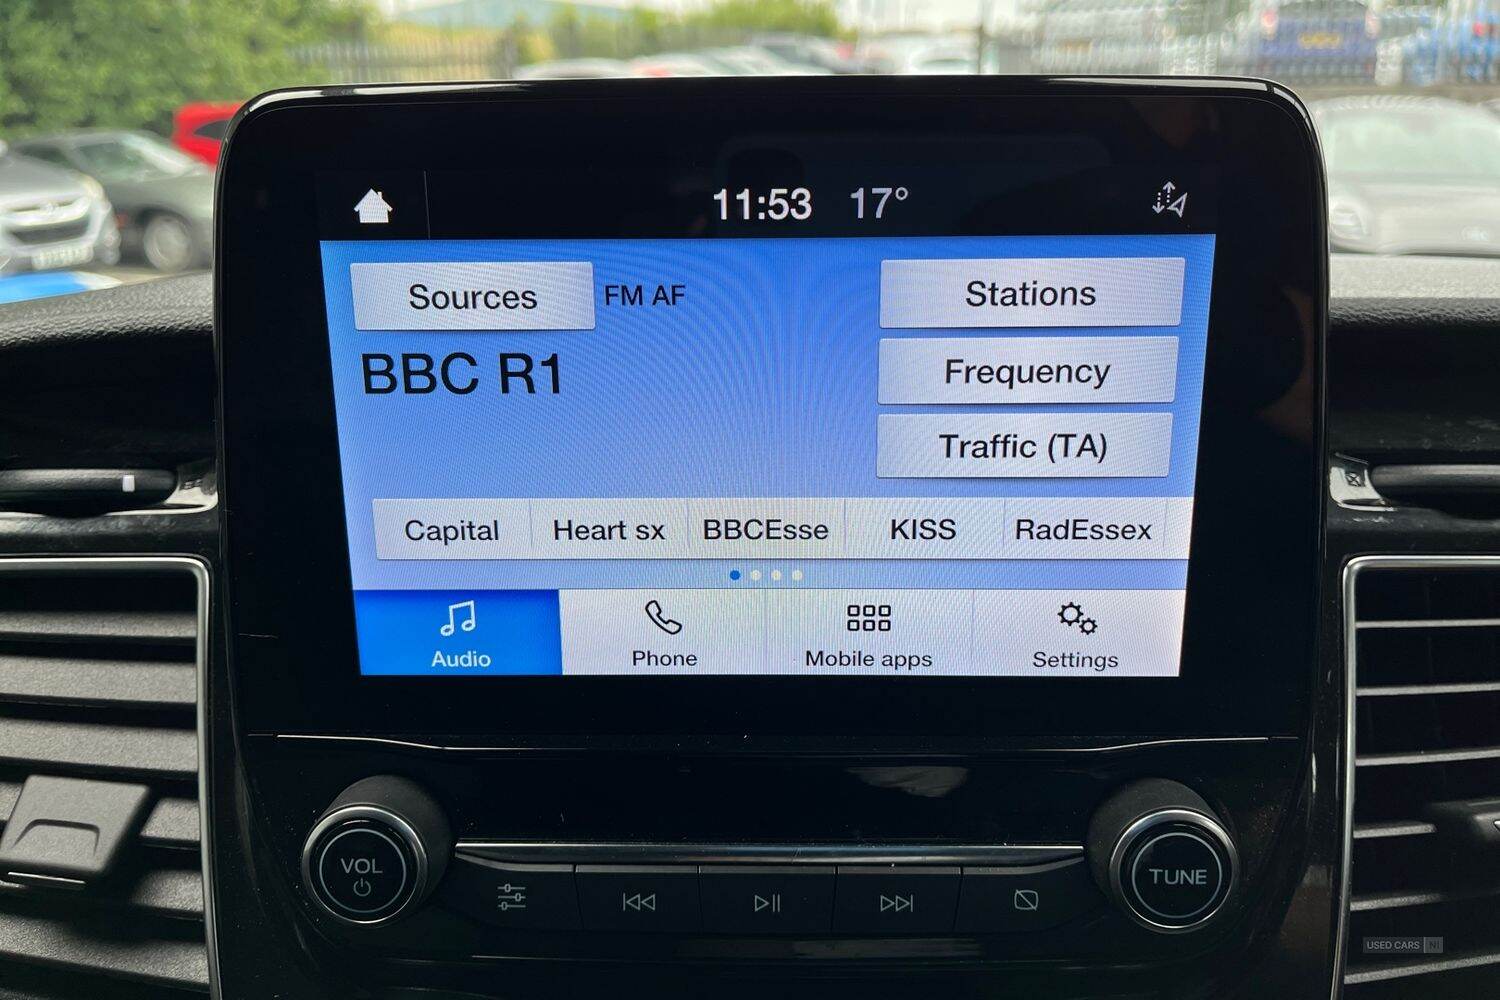 11:53 17°
Sources FM AF Stations
BBC R1
Frequency
Traffic (TA)
Capital Heart sx BBCEsse KISS RadEssex
Audio Phone Mobile apps Settings
VOL
TUNE
USED CARS NI